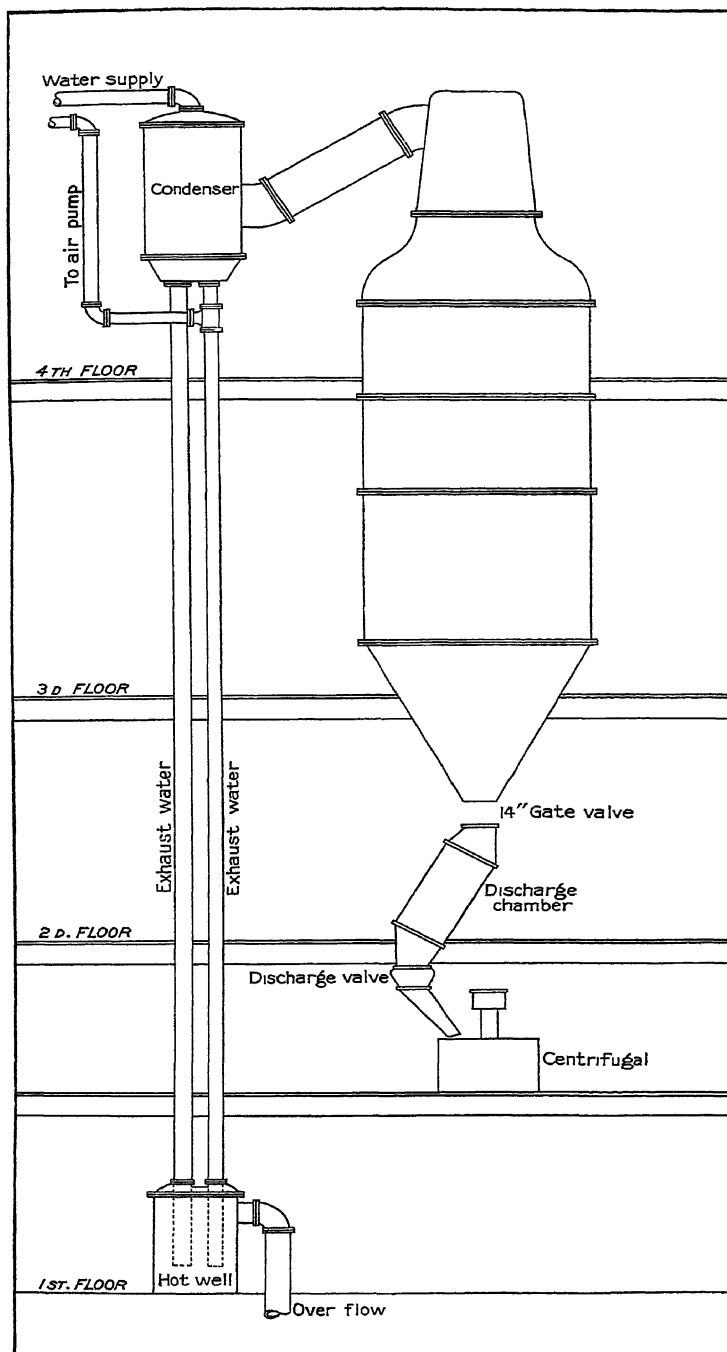 Water supply
Condenser
To air pump
4TH FLOOR
3D FLOOR
Exhaust water
Exhaust water
14" Gate valve
Discharge
chamber
2D. FLOOR
Discharge valve
Centrifugal
Hot well
1ST. FLOOR
Over flow